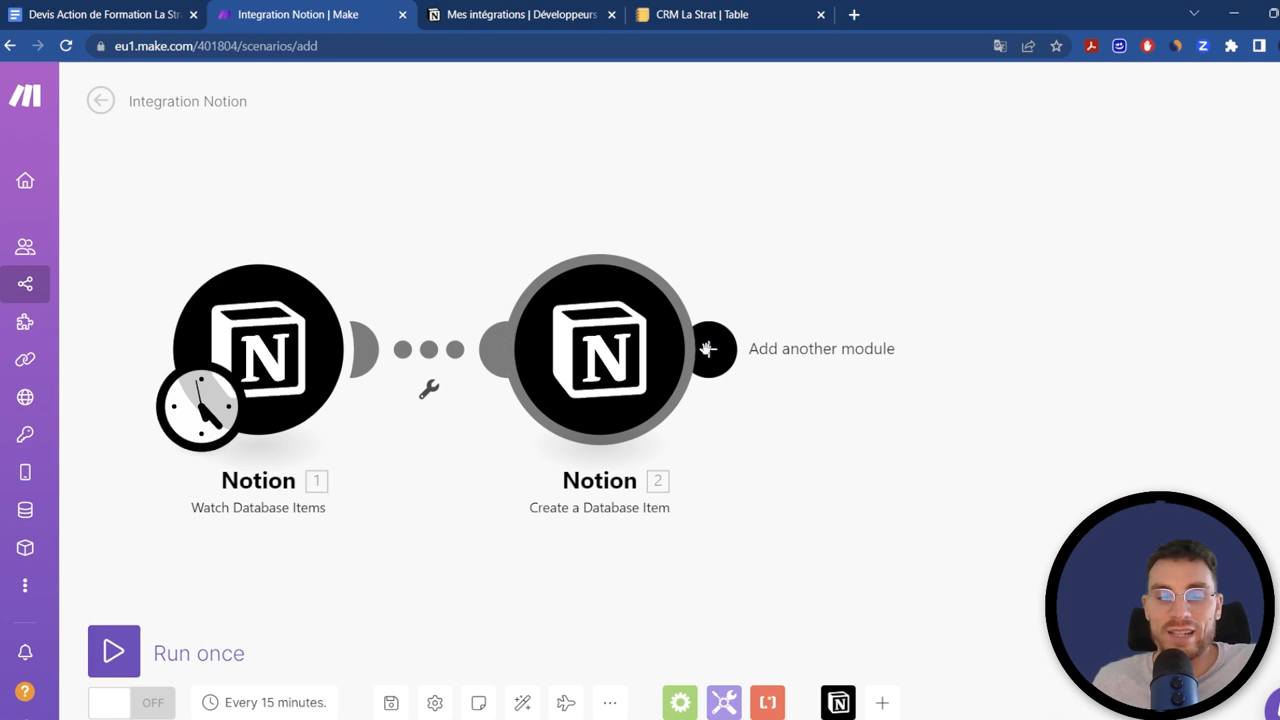 Devis Action de Formation La Str
Integration Notion | Make
Mes intégrations | Développeurs
CRM La Strat | Table
eu1.make.com/401804/scenarios/add
Integration Notion
Add another module
Notion 1
Watch Database Items
Notion 2
Create a Database Item
Run once
OFF
Every 15 minutes.